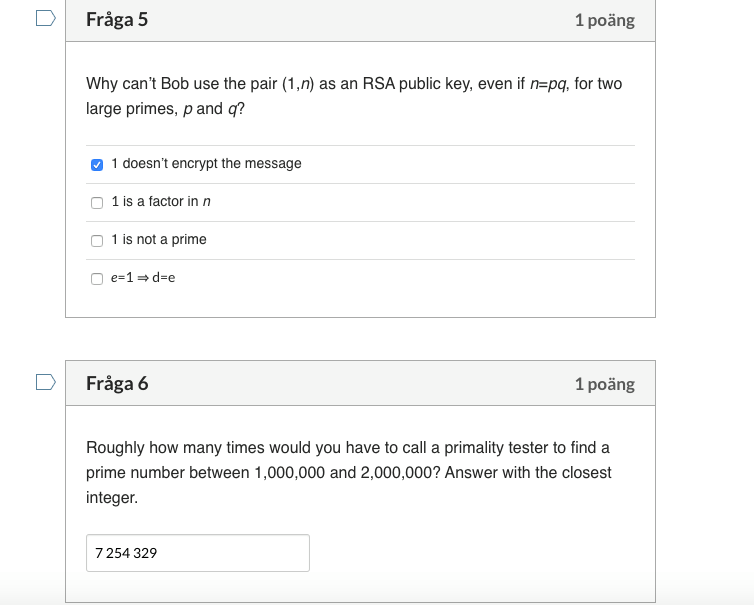 Fråga 5
1 poäng
Why can't Bob use the pair (1,n) as an RSA public key, even if n=pq, for two
large primes, p and q?
1 doesn't encrypt the message
1 is a factor in n
1 is not a prime
e=1⇒d=e
Fråga 6
1 poäng
Roughly how many times would you have to call a primality tester to find a
prime number between 1,000,000 and 2,000,000? Answer with the closest
integer.
7 254 329